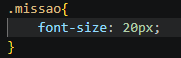 .missao{
    font-size: 20px;
}